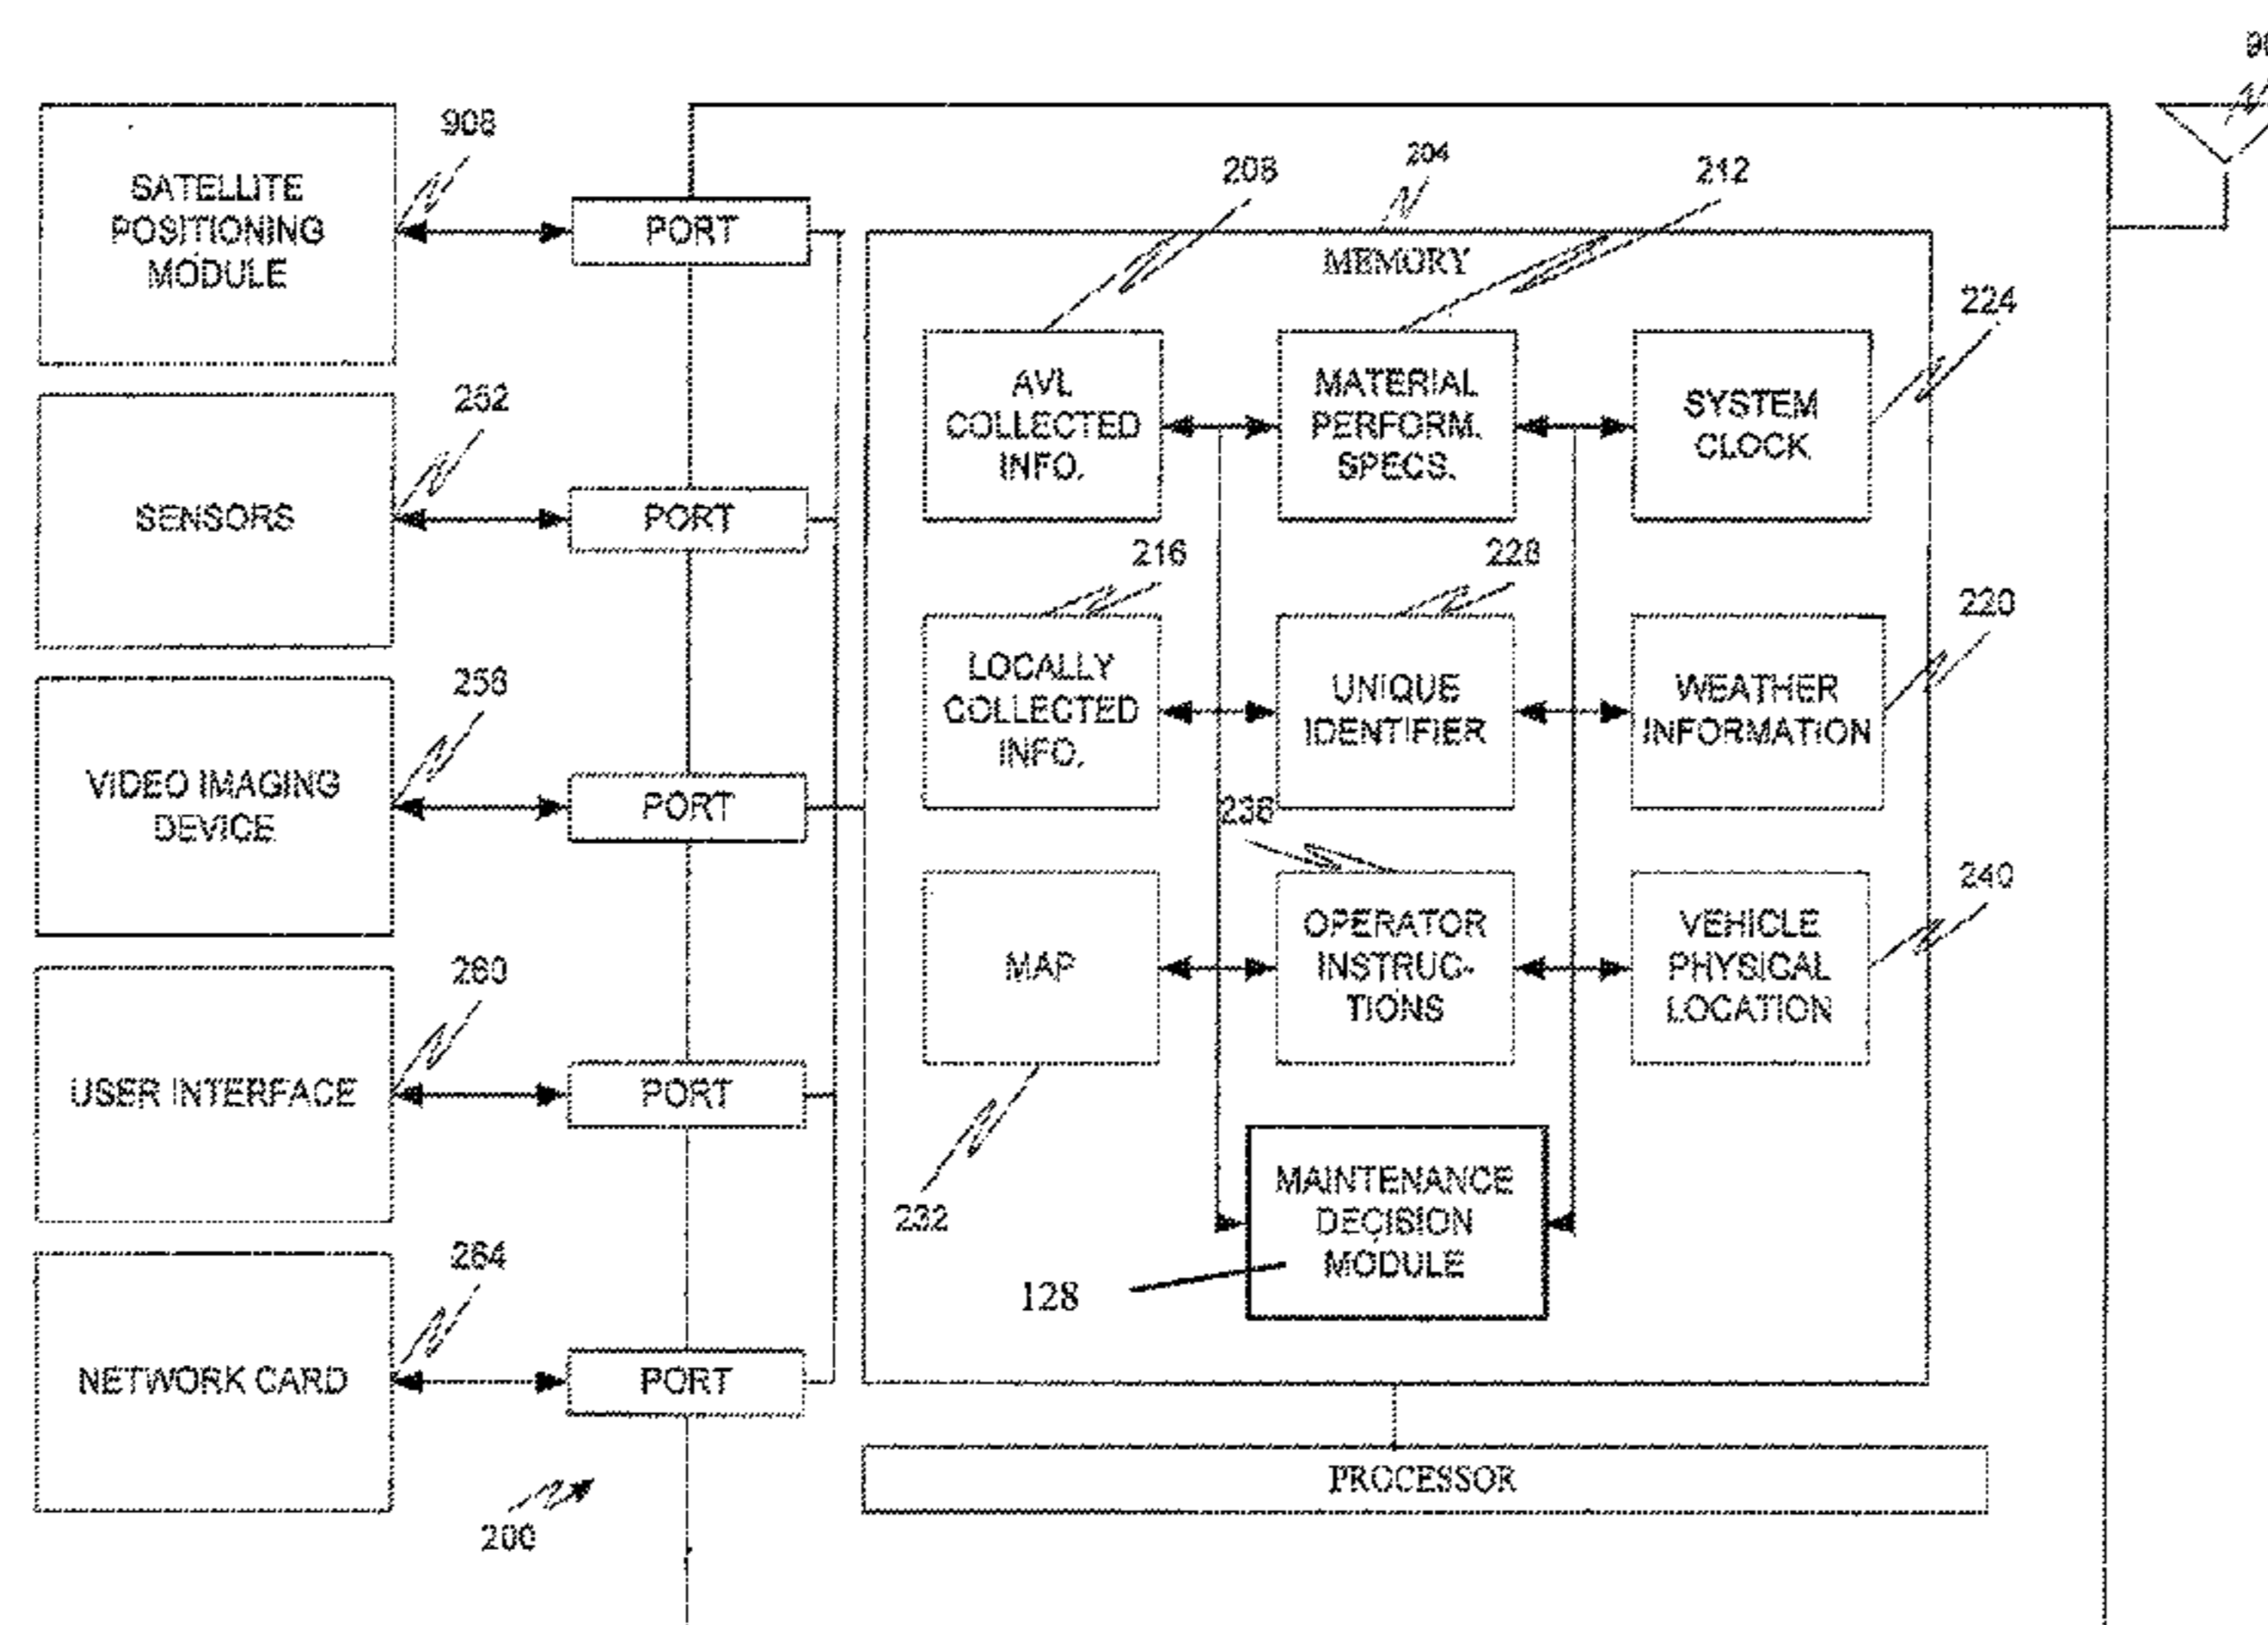 908
SATELLITE
POSITIONING
MODULE
PORT
252
SENSORS
PORT
256
VIDEO IMAGING
DEVICE
PORT
260
USER INTERFACE
PORT
264
NETWORK CARD
PORT
200
204
MEMORY
208
AVL
COLLECTED
INFO.
212
MATERIAL
PERFORM.
SPECS.
224
SYSTEM
CLOCK
216
LOCALLY
COLLECTED
INFO.
228
UNIQUE
IDENTIFIER
220
WEATHER
INFORMATION
MAP
232
236
OPERATOR
INSTRUC-
TIONS
240
VEHICLE
PHYSICAL
LOCATION
MAINTENANCE
DECISION
MODULE
128
PROCESSOR